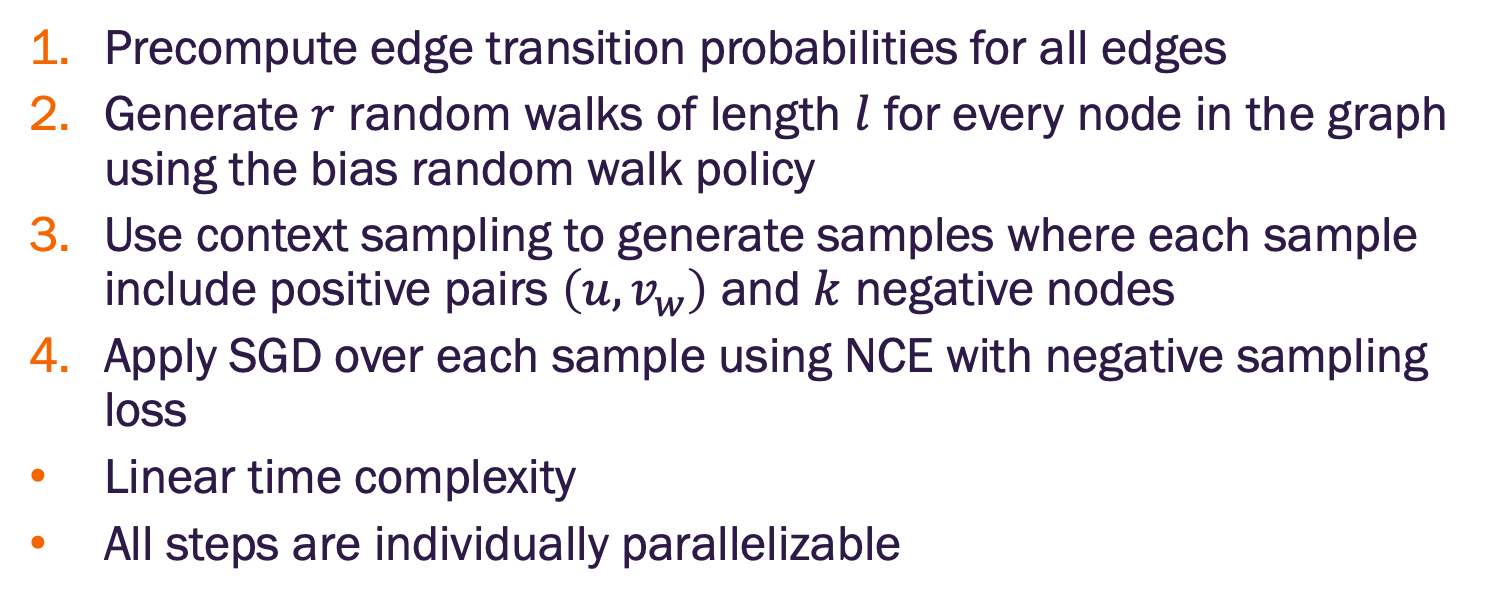 1. Precompute edge transition probabilities for all edges
2. Generate r random walks of length l for every node in the graph
using the bias random walk policy
3. Use context sampling to generate samples where each sample
include positive pairs (u, v_w) and k negative nodes
4. Apply SGD over each sample using NCE with negative sampling
loss
• Linear time complexity
• All steps are individually parallelizable